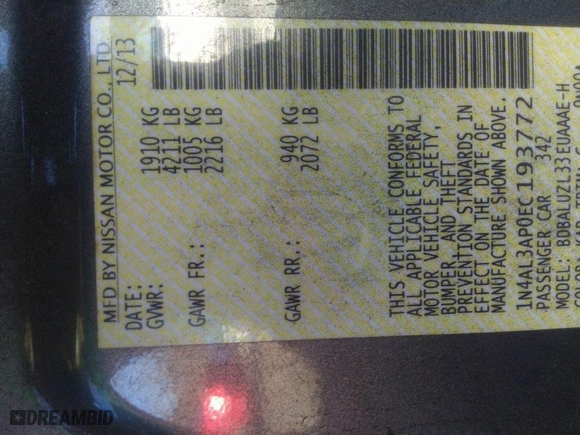 MFD BY NISSAN MOTOR CO., LTD
DATE: 12/13
GVWR: 1910 KG
4211 LB
GAWR FR.: 1005 KG
2216 LB
GAWR RR.: 940 KG
2072 LB
THIS VEHICLE CONFORMS TO
ALL APPLICABLE FEDERAL
MOTOR VEHICLE SAFETY,
BUMPER, AND THEFT
PREVENTION STANDARDS IN
EFFECT ON THE DATE OF
MANUFACTURE SHOWN ABOVE.
1N4AL3AP0EC193772
PASSENGER CAR 342
MODEL: BDBALUZL33EUAAAE-H
DREAMBID